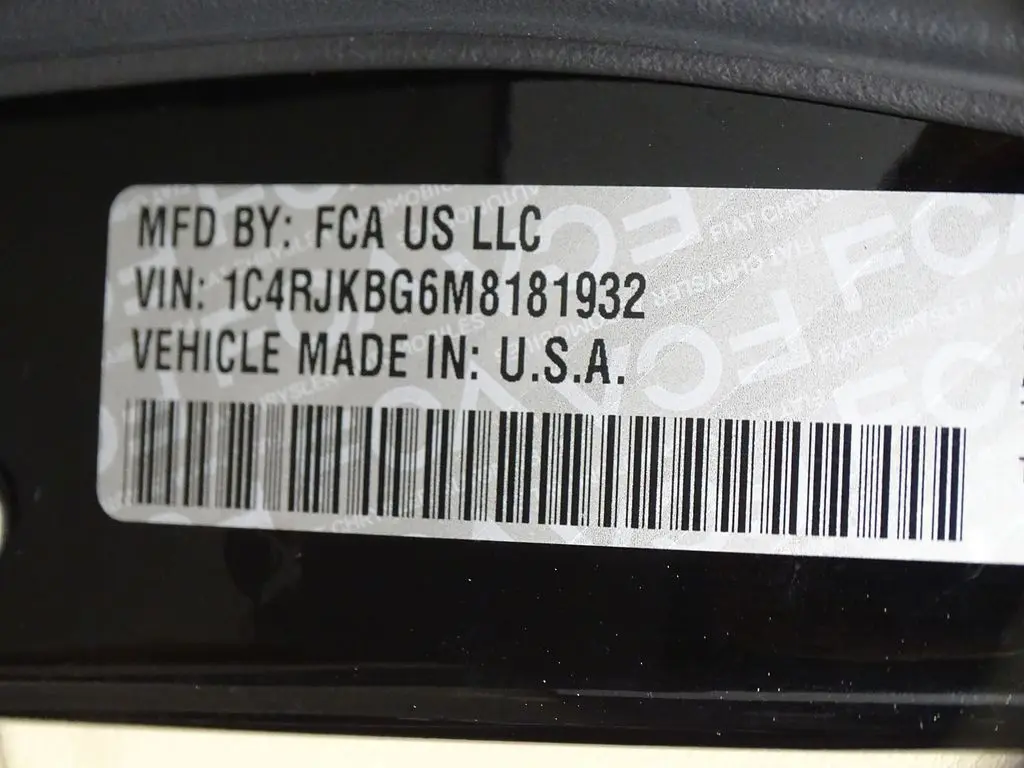 MFD BY: FCA US LLC
VIN: 1C4RJKBG6M8181932
VEHICLE MADE IN: U.S.A.